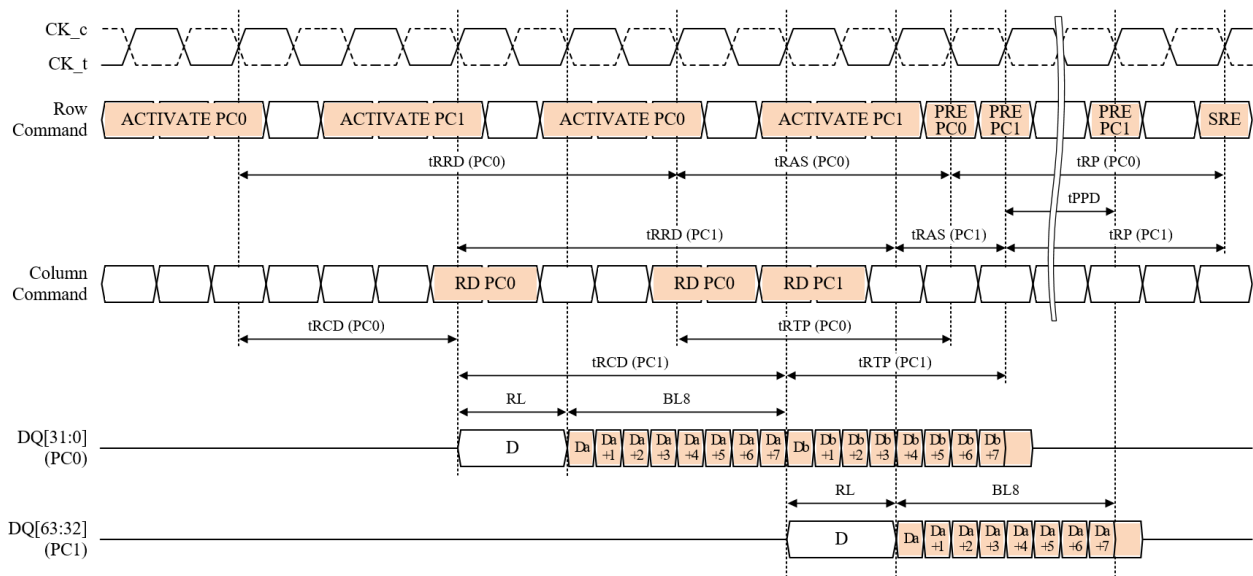 CK_c
CK_t
Row
Command
ACTIVATE PC0
ACTIVATE PC1
ACTIVATE PC0
ACTIVATE PC1
PRE
PC0
PRE
PC1
PRE
PC1
SRE
tRRD (PC0)
tRAS (PC0)
tRP (PC0)
tPPD
tRRD (PC1)
tRAS (PC1)
tRP (PC1)
Column
Command
RD PC0
RD PC0
RD PC1
tRCD (PC0)
tRTP (PC0)
tRCD (PC1)
tRTP (PC1)
RL
BL8
DQ[31:0]
(PC0)
D
Da
Da
+1
Da
+2
Da
+3
Da
+4
Da
+5
Da
+6
Da
+7
Db
Db
+1
Db
+2
Db
+3
Db
+4
Db
+5
Db
+6
Db
+7
RL
BL8
DQ[63:32]
(PC1)
D
Da
Da
+1
Da
+2
Da
+3
Da
+4
Da
+5
Da
+6
Da
+7